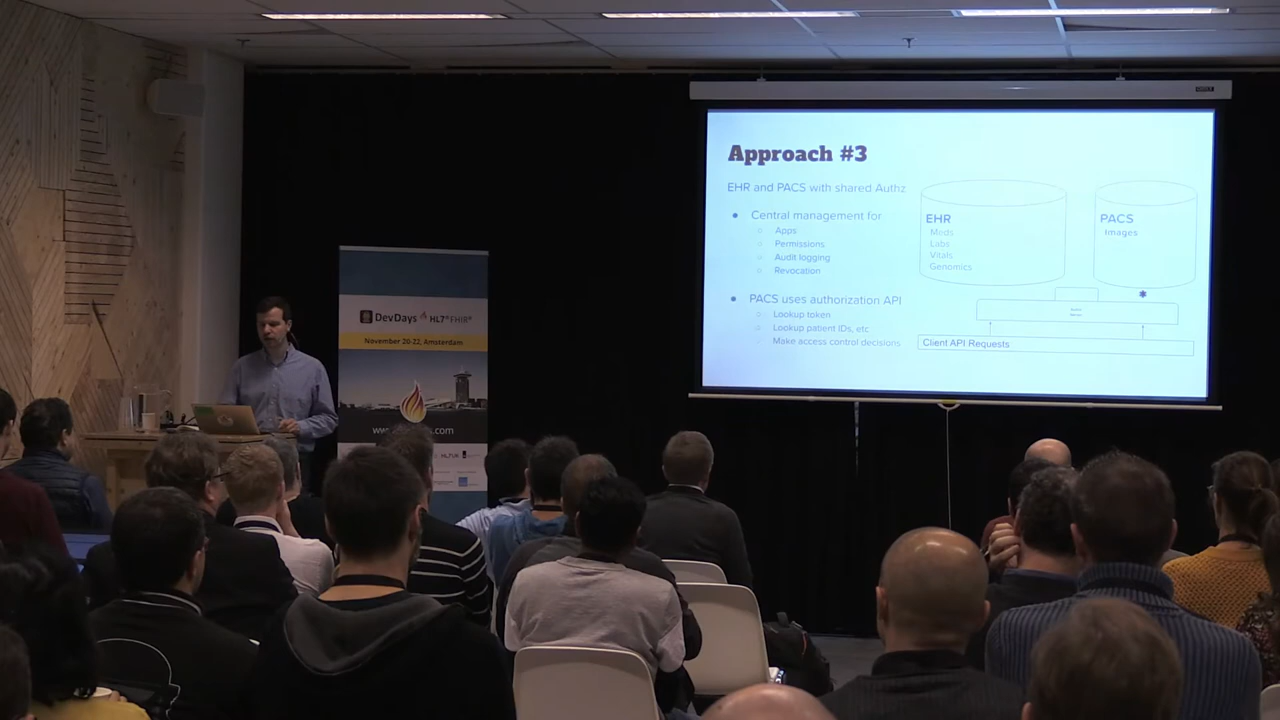 Approach #3
EHR and PACS with shared Authz
Central management for
Apps
Permissions
Audit logging
Revocation
PACS uses authorization API
Lookup token
Lookup patient IDs, etc
Make access control decisions
EHR
Meds
Labs
Vitals
Genomics
PACS
Images
*
Client API Requests
DevDays HL7® FHIR®
November 20-22, Amsterdam